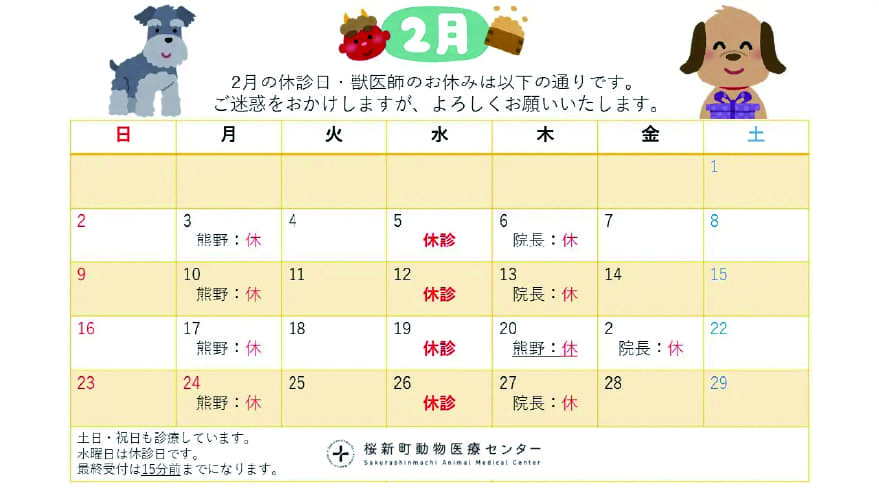 2月
2月の休診日・獣医師のお休みは以下の通りです。
ご迷惑をおかけしますが、よろしくお願いいたします。
日 月 火 水 木 金 土
1
2 3 4 5 6 7 8
熊野：休 休診 院長：休
9 10 11 12 13 14 15
熊野：休 休診 院長：休
16 17 18 19 20 2 22
熊野：休 休診 熊野：休 院長：休
23 24 25 26 27 28 29
熊野：休 休診 院長：休
土日・祝日も診療しています。
水曜日は休診日です。
最終受付は15分前までになります。
桜新町動物医療センター
Sakurashinmachi Animal Medical Center